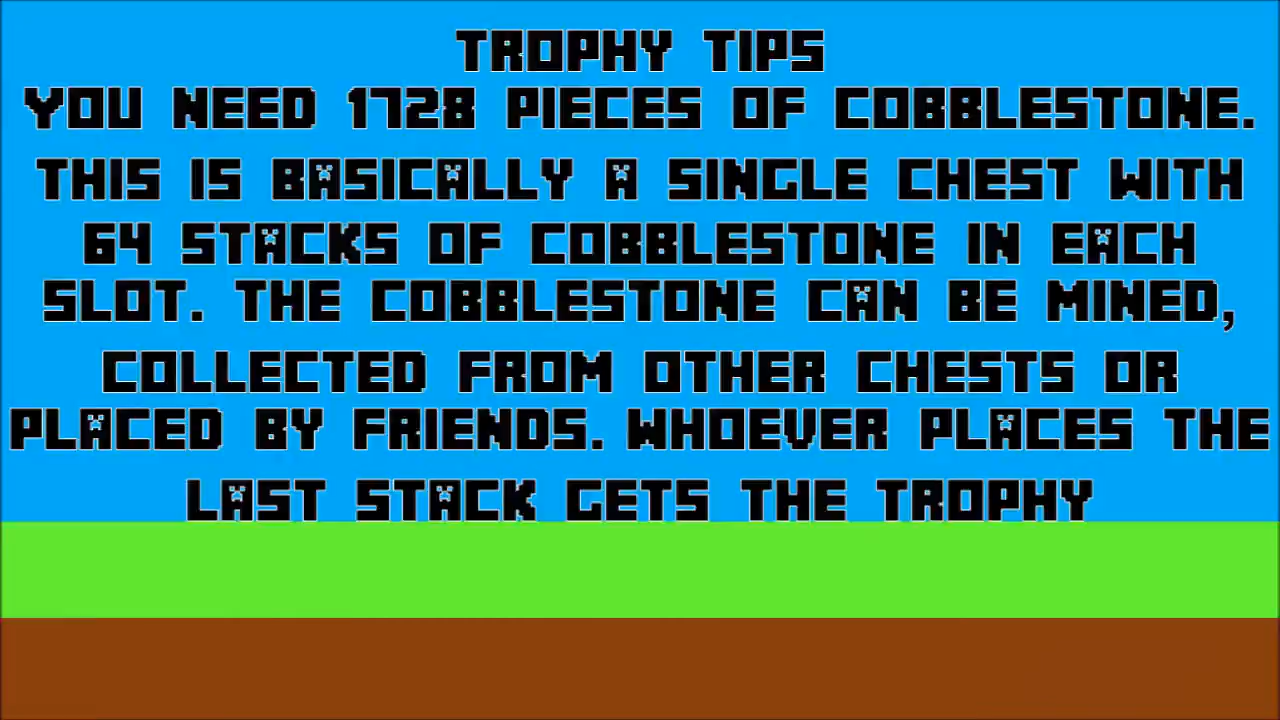 TROPHY TIPS
YOU NEED 1728 PIECES OF COBBLESTONE.
THIS IS BASICALLY A SINGLE CHEST WITH
64 STACKS OF COBBLESTONE IN EACH
SLOT. THE COBBLESTONE CAN BE MINED,
COLLECTED FROM OTHER CHESTS OR
PLACED BY FRIENDS. WHOEVER PLACES THE
LAST STACK GETS THE TROPHY